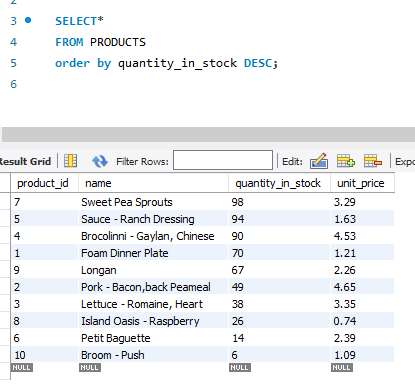 3 SELECT*
4 FROM PRODUCTS
5 order by quantity_in_stock DESC;
6
Result Grid Filter Rows: Edit: Expo
product_id name quantity_in_stock unit_price
7 Sweet Pea Sprouts 98 3.29
5 Sauce - Ranch Dressing 94 1.63
4 Brocolinni - Gaylan, Chinese 90 4.53
1 Foam Dinner Plate 70 1.21
9 Longan 67 2.26
2 Pork - Bacon,back Peameal 49 4.65
3 Lettuce - Romaine, Heart 38 3.35
8 Island Oasis - Raspberry 26 0.74
6 Petit Baguette 14 2.39
10 Broom - Push 6 1.09
NULL NULL NULL NULL